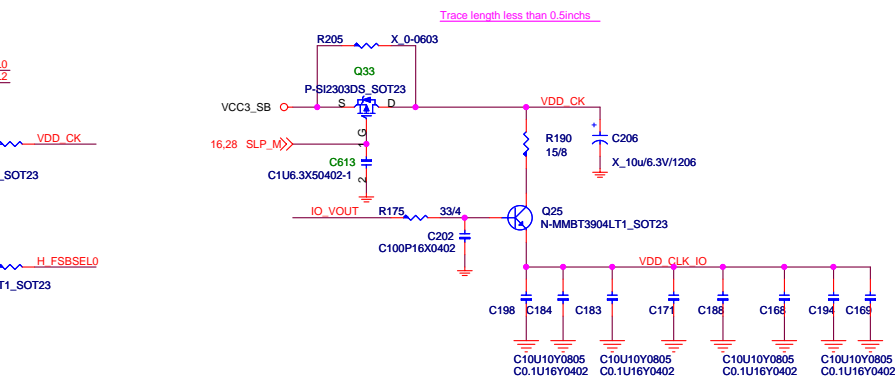 Trace length less than 0.5inchs
R205 X_0-0603
Q33
P-SI2303DS_SOT23
VCC3_SB S D VDD_CK
G
1
16,28 SLP_M
C613
C1U6.3X50402-1
2
R190
15/8
+
C206
X_10u/6.3V/1206
L0
L2
VDD_CK
_SOT23
IO_VOUT R175 33/4
Q25
N-MMBT3904LT1_SOT23
C202
C100P16X0402
H_FSBSEL0
T1_SOT23
VDD_CLK_IO
C198 C184 C183 C171 C188 C168 C194 C169
C10U10Y0805 C10U10Y0805 C10U10Y0805 C10U10Y0805
C0.1U16Y0402 C0.1U16Y0402 C0.1U16Y0402 C0.1U16Y0402